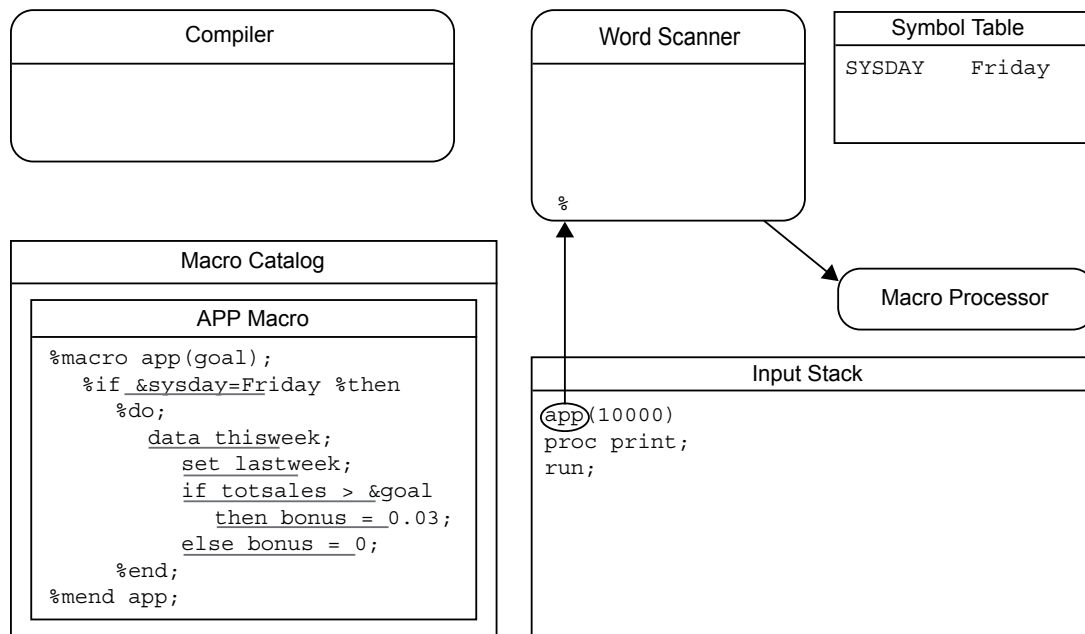 Compiler
Word Scanner
%
Symbol Table
SYSDAY Friday
Macro Catalog
APP Macro
%macro app(goal);
%if &sysday=Friday %then
%do;
data thisweek;
set lastweek;
if totsales > &goal
then bonus = 0.03;
else bonus = 0;
%end;
%mend app;
Macro Processor
Input Stack
app(10000)
proc print;
run;